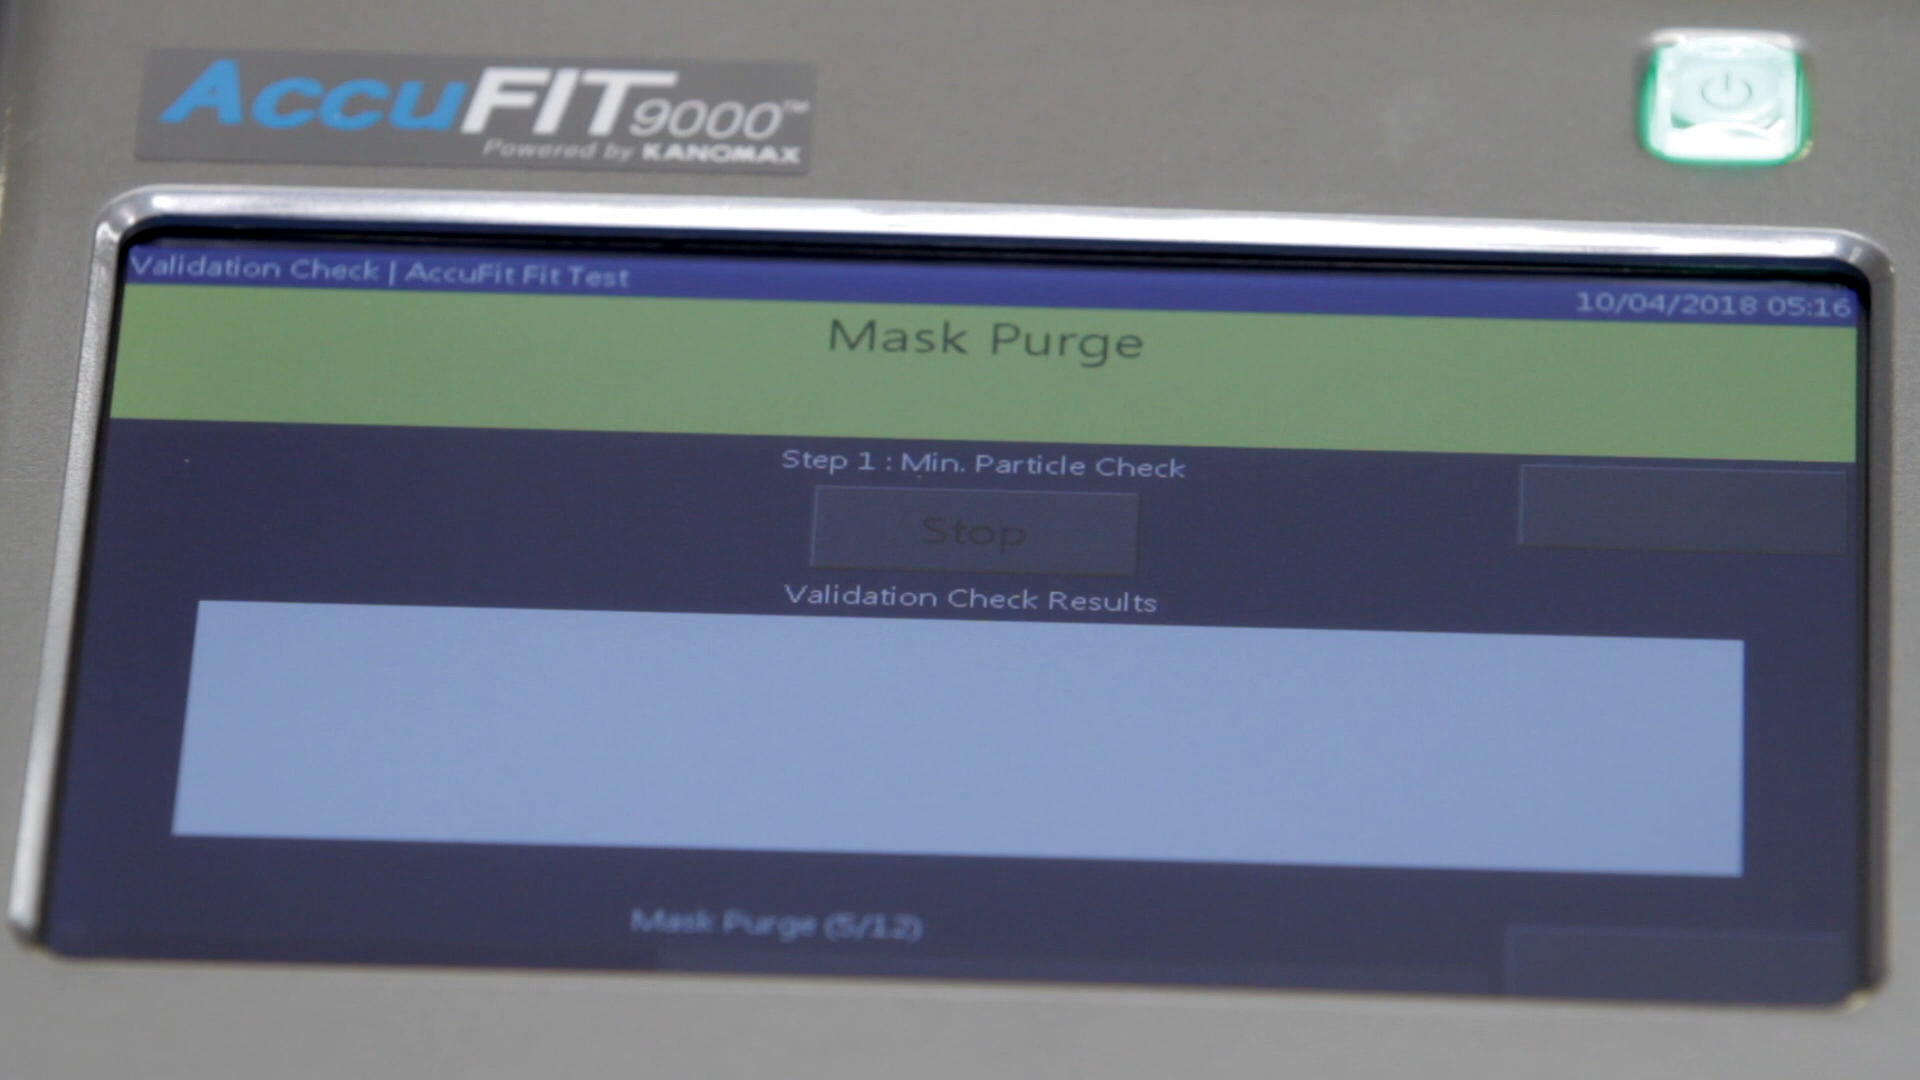 AccuFIT9000™
Powered by KANOMAX
Validation Check | AccuFit Fit Test
10/04/2018 05:16
Mask Purge
Step 1 : Min. Particle Check
Stop
Validation Check Results
Mask Purge (5/12)